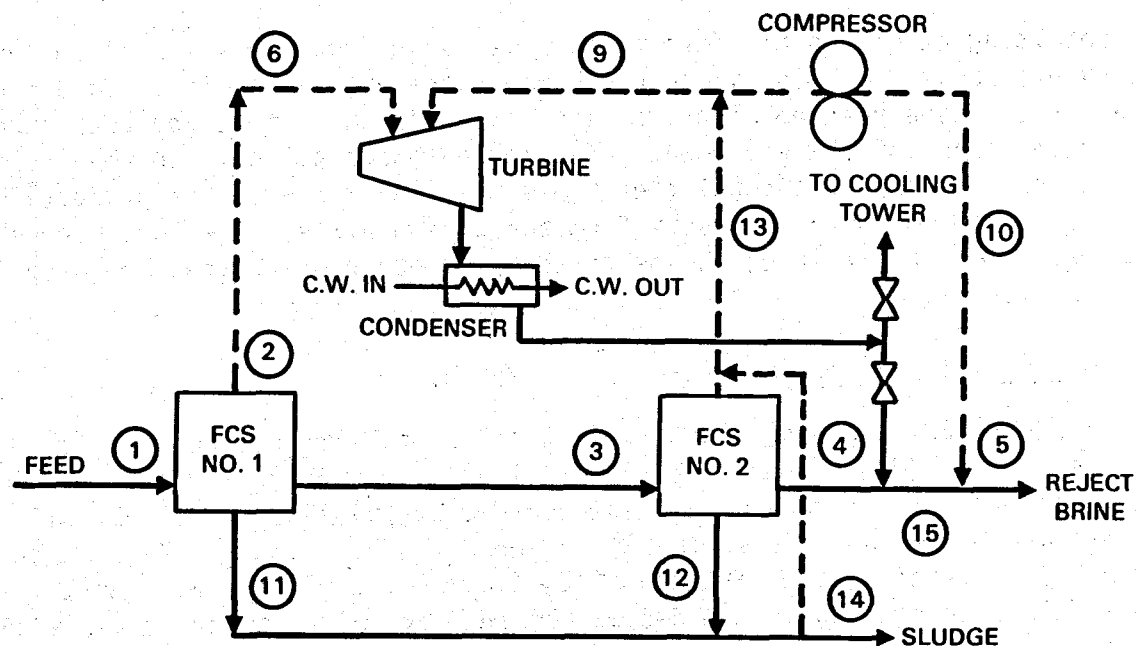 COMPRESSOR
6
9
TURBINE
TO COOLING
TOWER
13
10
C.W. IN
C.W. OUT
CONDENSER
2
1
FEED
FCS
NO. 1
3
FCS
NO. 2
4
5
REJECT
BRINE
15
11
12
14
SLUDGE